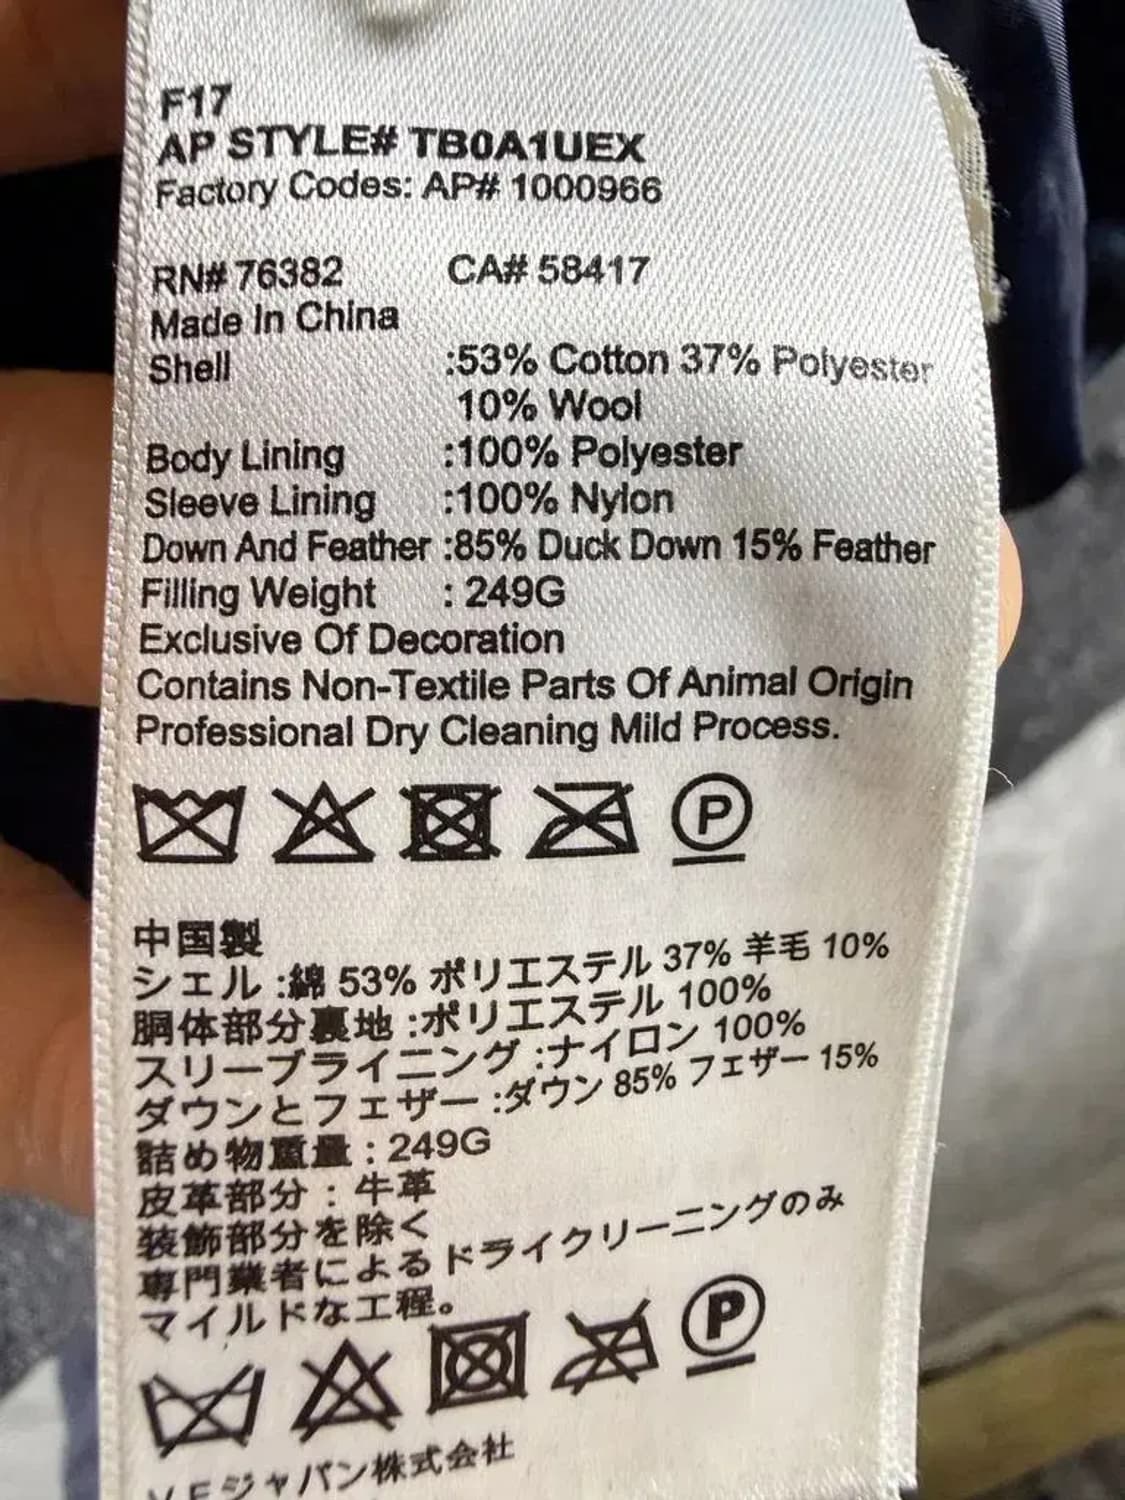 F17
AP STYLE# TB0A1UEX
Factory Codes: AP# 1000966
RN# 76382 CA# 58417
Made In China
Shell :53% Cotton 37% Polyester
10% Wool
Body Lining :100% Polyester
Sleeve Lining :100% Nylon
Down And Feather :85% Duck Down 15% Feather
Filling Weight : 249G
Exclusive Of Decoration
Contains Non-Textile Parts Of Animal Origin
Professional Dry Cleaning Mild Process.
P
中国製
シェル :綿 53% ポリエステル 37% 羊毛 10%
胴体部分裏地 :ポリエステル 100%
スリーブライニング :ナイロン 100%
ダウンとフェザー :ダウン 85% フェザー 15%
詰め物重量 : 249G
皮革部分 : 牛革
装飾部分を除く
専門業者によるドライクリーニングのみ
マイルドな工程。
P
V.F.ジャパン株式会社